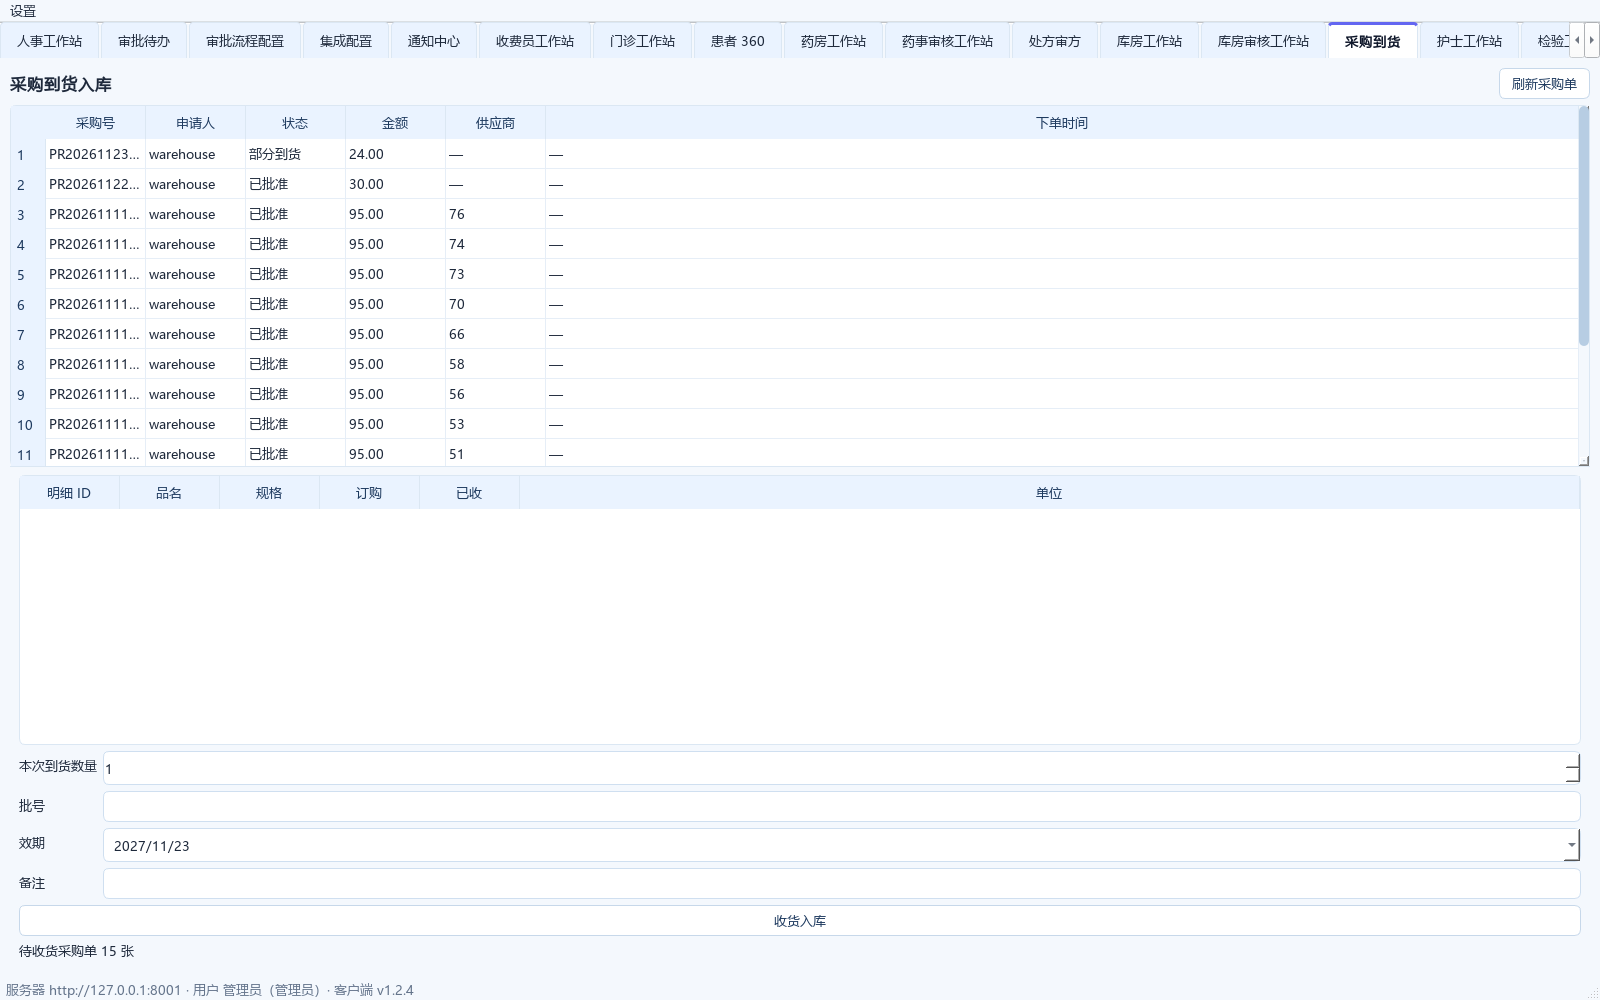 设置
人事工作站 审批待办 审批流程配置 集成配置 通知中心 收费员工作站 门诊工作站 患者 360 药房工作站 药事审核工作站 处方审方 库房工作站 库房审核工作站 采购到货 护士工作站 检验
采购到货入库 刷新采购单
采购号 申请人 状态 金额 供应商 下单时间
1 PR20261123... warehouse 部分到货 24.00 — —
2 PR20261122... warehouse 已批准 30.00 — —
3 PR20261111... warehouse 已批准 95.00 76 —
4 PR20261111... warehouse 已批准 95.00 74 —
5 PR20261111... warehouse 已批准 95.00 73 —
6 PR20261111... warehouse 已批准 95.00 70 —
7 PR20261111... warehouse 已批准 95.00 66 —
8 PR20261111... warehouse 已批准 95.00 58 —
9 PR20261111... warehouse 已批准 95.00 56 —
10 PR20261111... warehouse 已批准 95.00 53 —
11 PR20261111... warehouse 已批准 95.00 51 —
明细 ID 品名 规格 订购 已收 单位
本次到货数量 1
批号
效期 2027/11/23
备注
收货入库
待收货采购单 15 张
服务器 http://127.0.0.1:8001 · 用户 管理员（管理员）· 客户端 v1.2.4